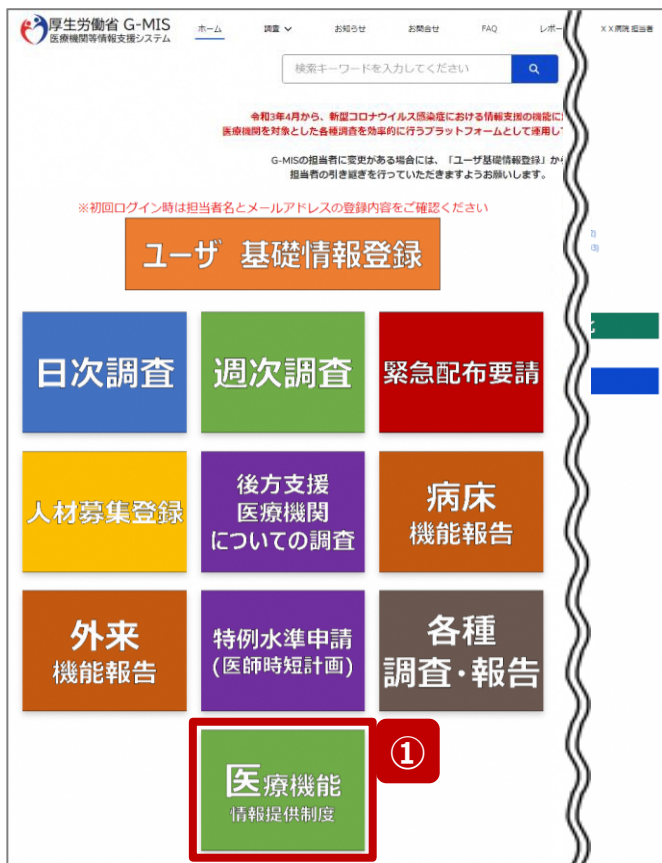 厚生労働省 G-MIS
医療機関等情報支援システム
ホーム 調査 お知らせ お問合せ FAQ レポー
XX病院 担当者
検索キーワードを入力してください
令和3年4月から、新型コロナウイルス感染症における情報支援の機能に
医療機関を対象とした各種調査を効率的に行うプラットフォームとして運用し
G-MISの担当者に変更がある場合には、「ユーザ基礎情報登録」か
担当者の引き継ぎを行っていただきますようお願いします。
※初回ログイン時は担当者名とメールアドレスの登録内容をご確認ください
ユーザ 基礎情報登録
日次調査
週次調査
緊急配布要請
人材募集登録
後方支援
医療機関
についての調査
病床
機能報告
外来
機能報告
特例水準申請
(医師時短計画)
各種
調査・報告
医療機能
情報提供制度
①